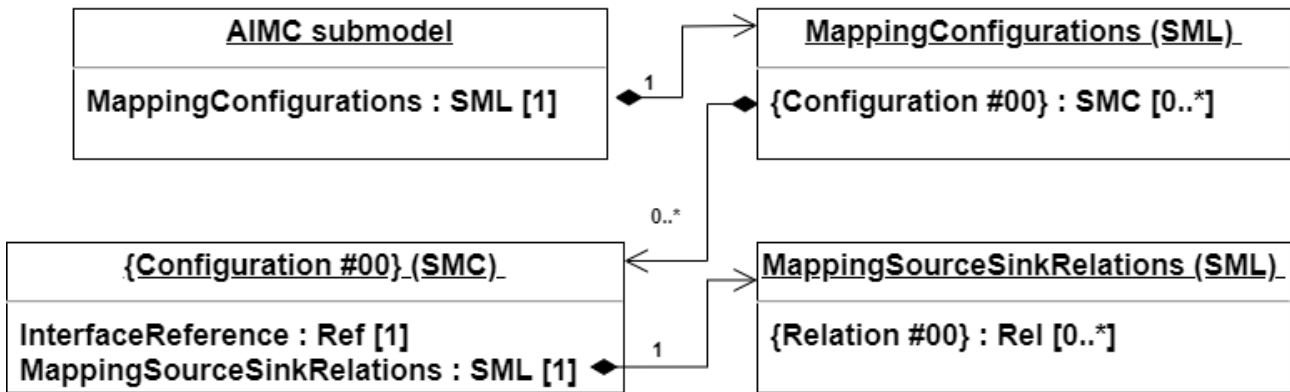 AIMC submodel
MappingConfigurations : SML [1]
1
MappingConfigurations (SML)
{Configuration #00} : SMC [0..*]
0..*
{Configuration #00} (SMC)
InterfaceReference : Ref [1]
MappingSourceSinkRelations : SML [1]
1
MappingSourceSinkRelations (SML)
{Relation #00} : Rel [0..*]